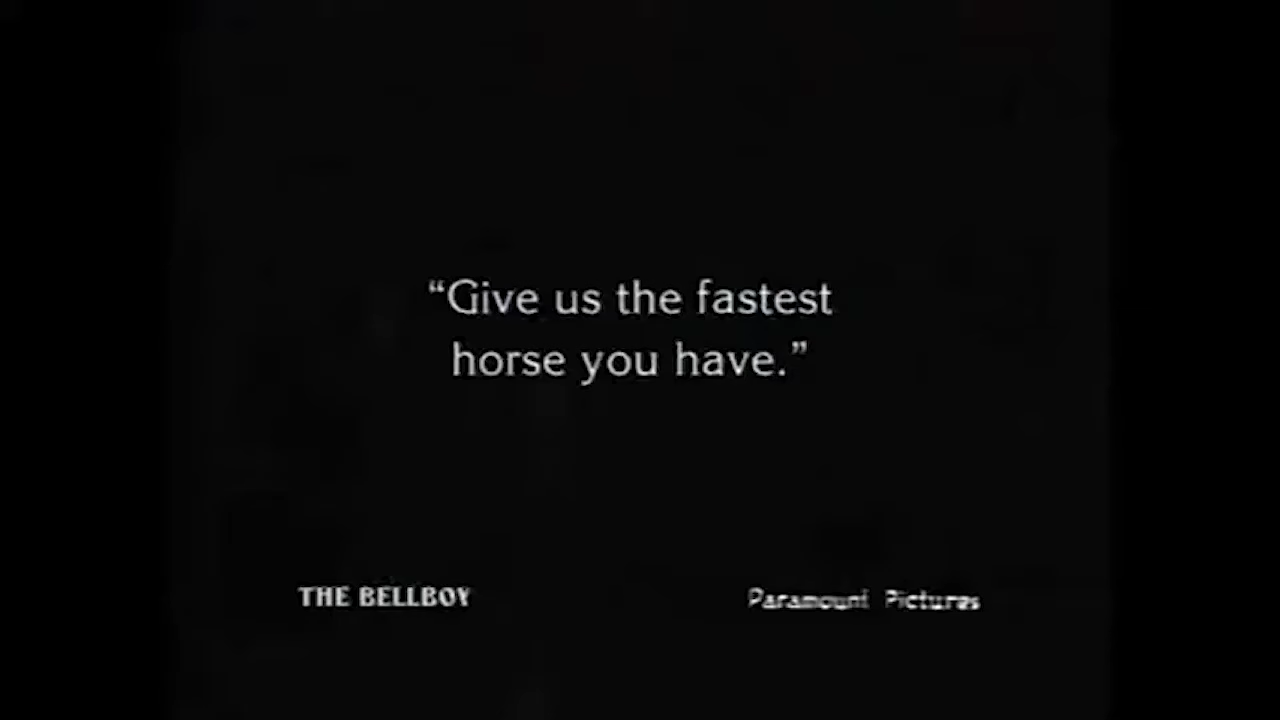 “Give us the fastest
horse you have.”
THE BELLBOY
Paramount Pictures